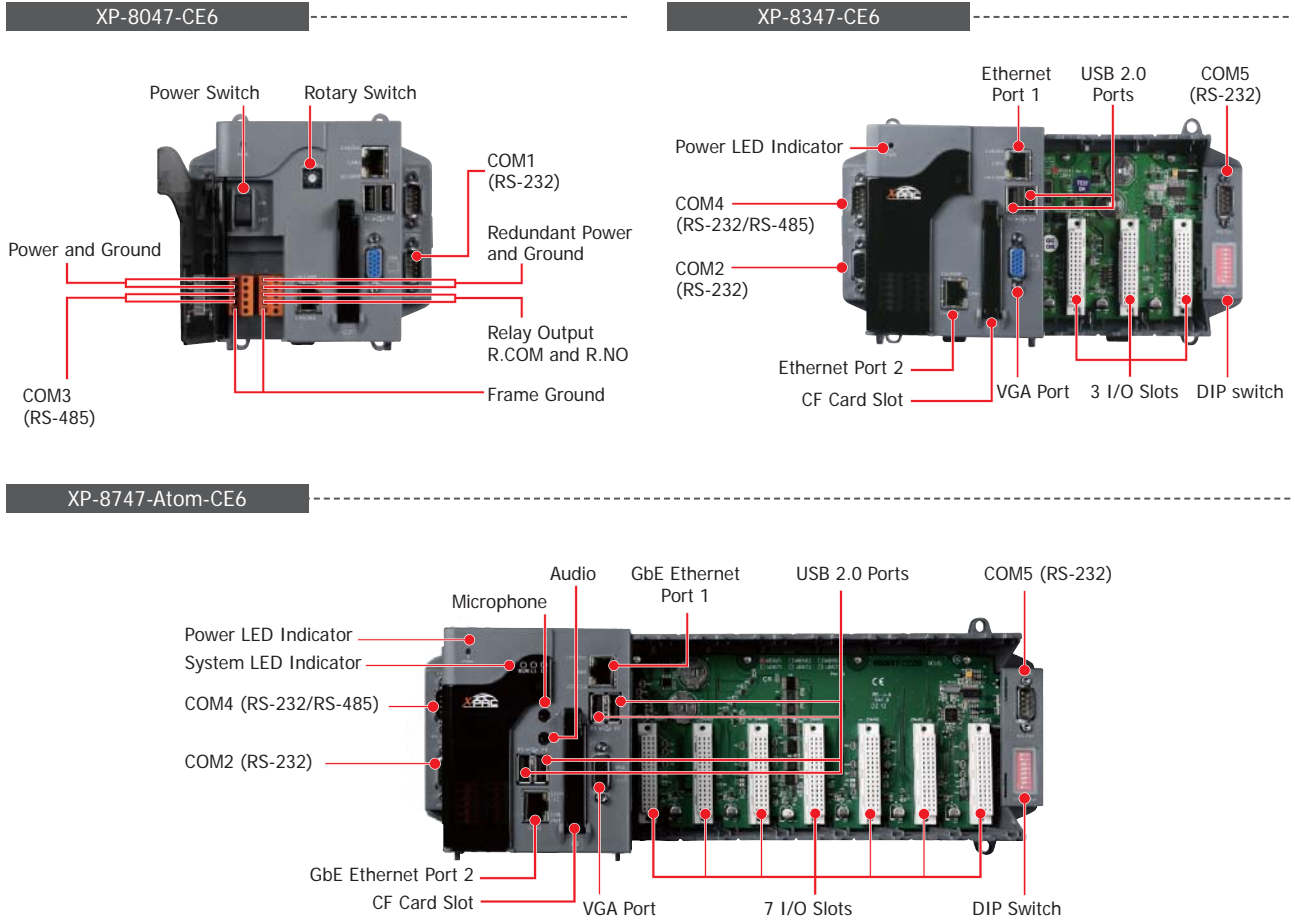 XP-8047-CE6
Power Switch
Rotary Switch
COM1
(RS-232)
Power and Ground
Redundant Power
and Ground
Relay Output
R.COM and R.NO
COM3
(RS-485)
Frame Ground
XP-8347-CE6
Ethernet
Port 1
USB 2.0
Ports
COM5
(RS-232)
Power LED Indicator
COM4
(RS-232/RS-485)
COM2
(RS-232)
XPAC
Ethernet Port 2
CF Card Slot
VGA Port
3 I/O Slots
DIP switch
XP-8747-Atom-CE6
Audio
Microphone
GbE Ethernet
Port 1
USB 2.0 Ports
COM5 (RS-232)
Power LED Indicator
System LED Indicator
COM4 (RS-232/RS-485)
COM2 (RS-232)
XPAC
CE
GbE Ethernet Port 2
CF Card Slot
VGA Port
7 I/O Slots
DIP Switch